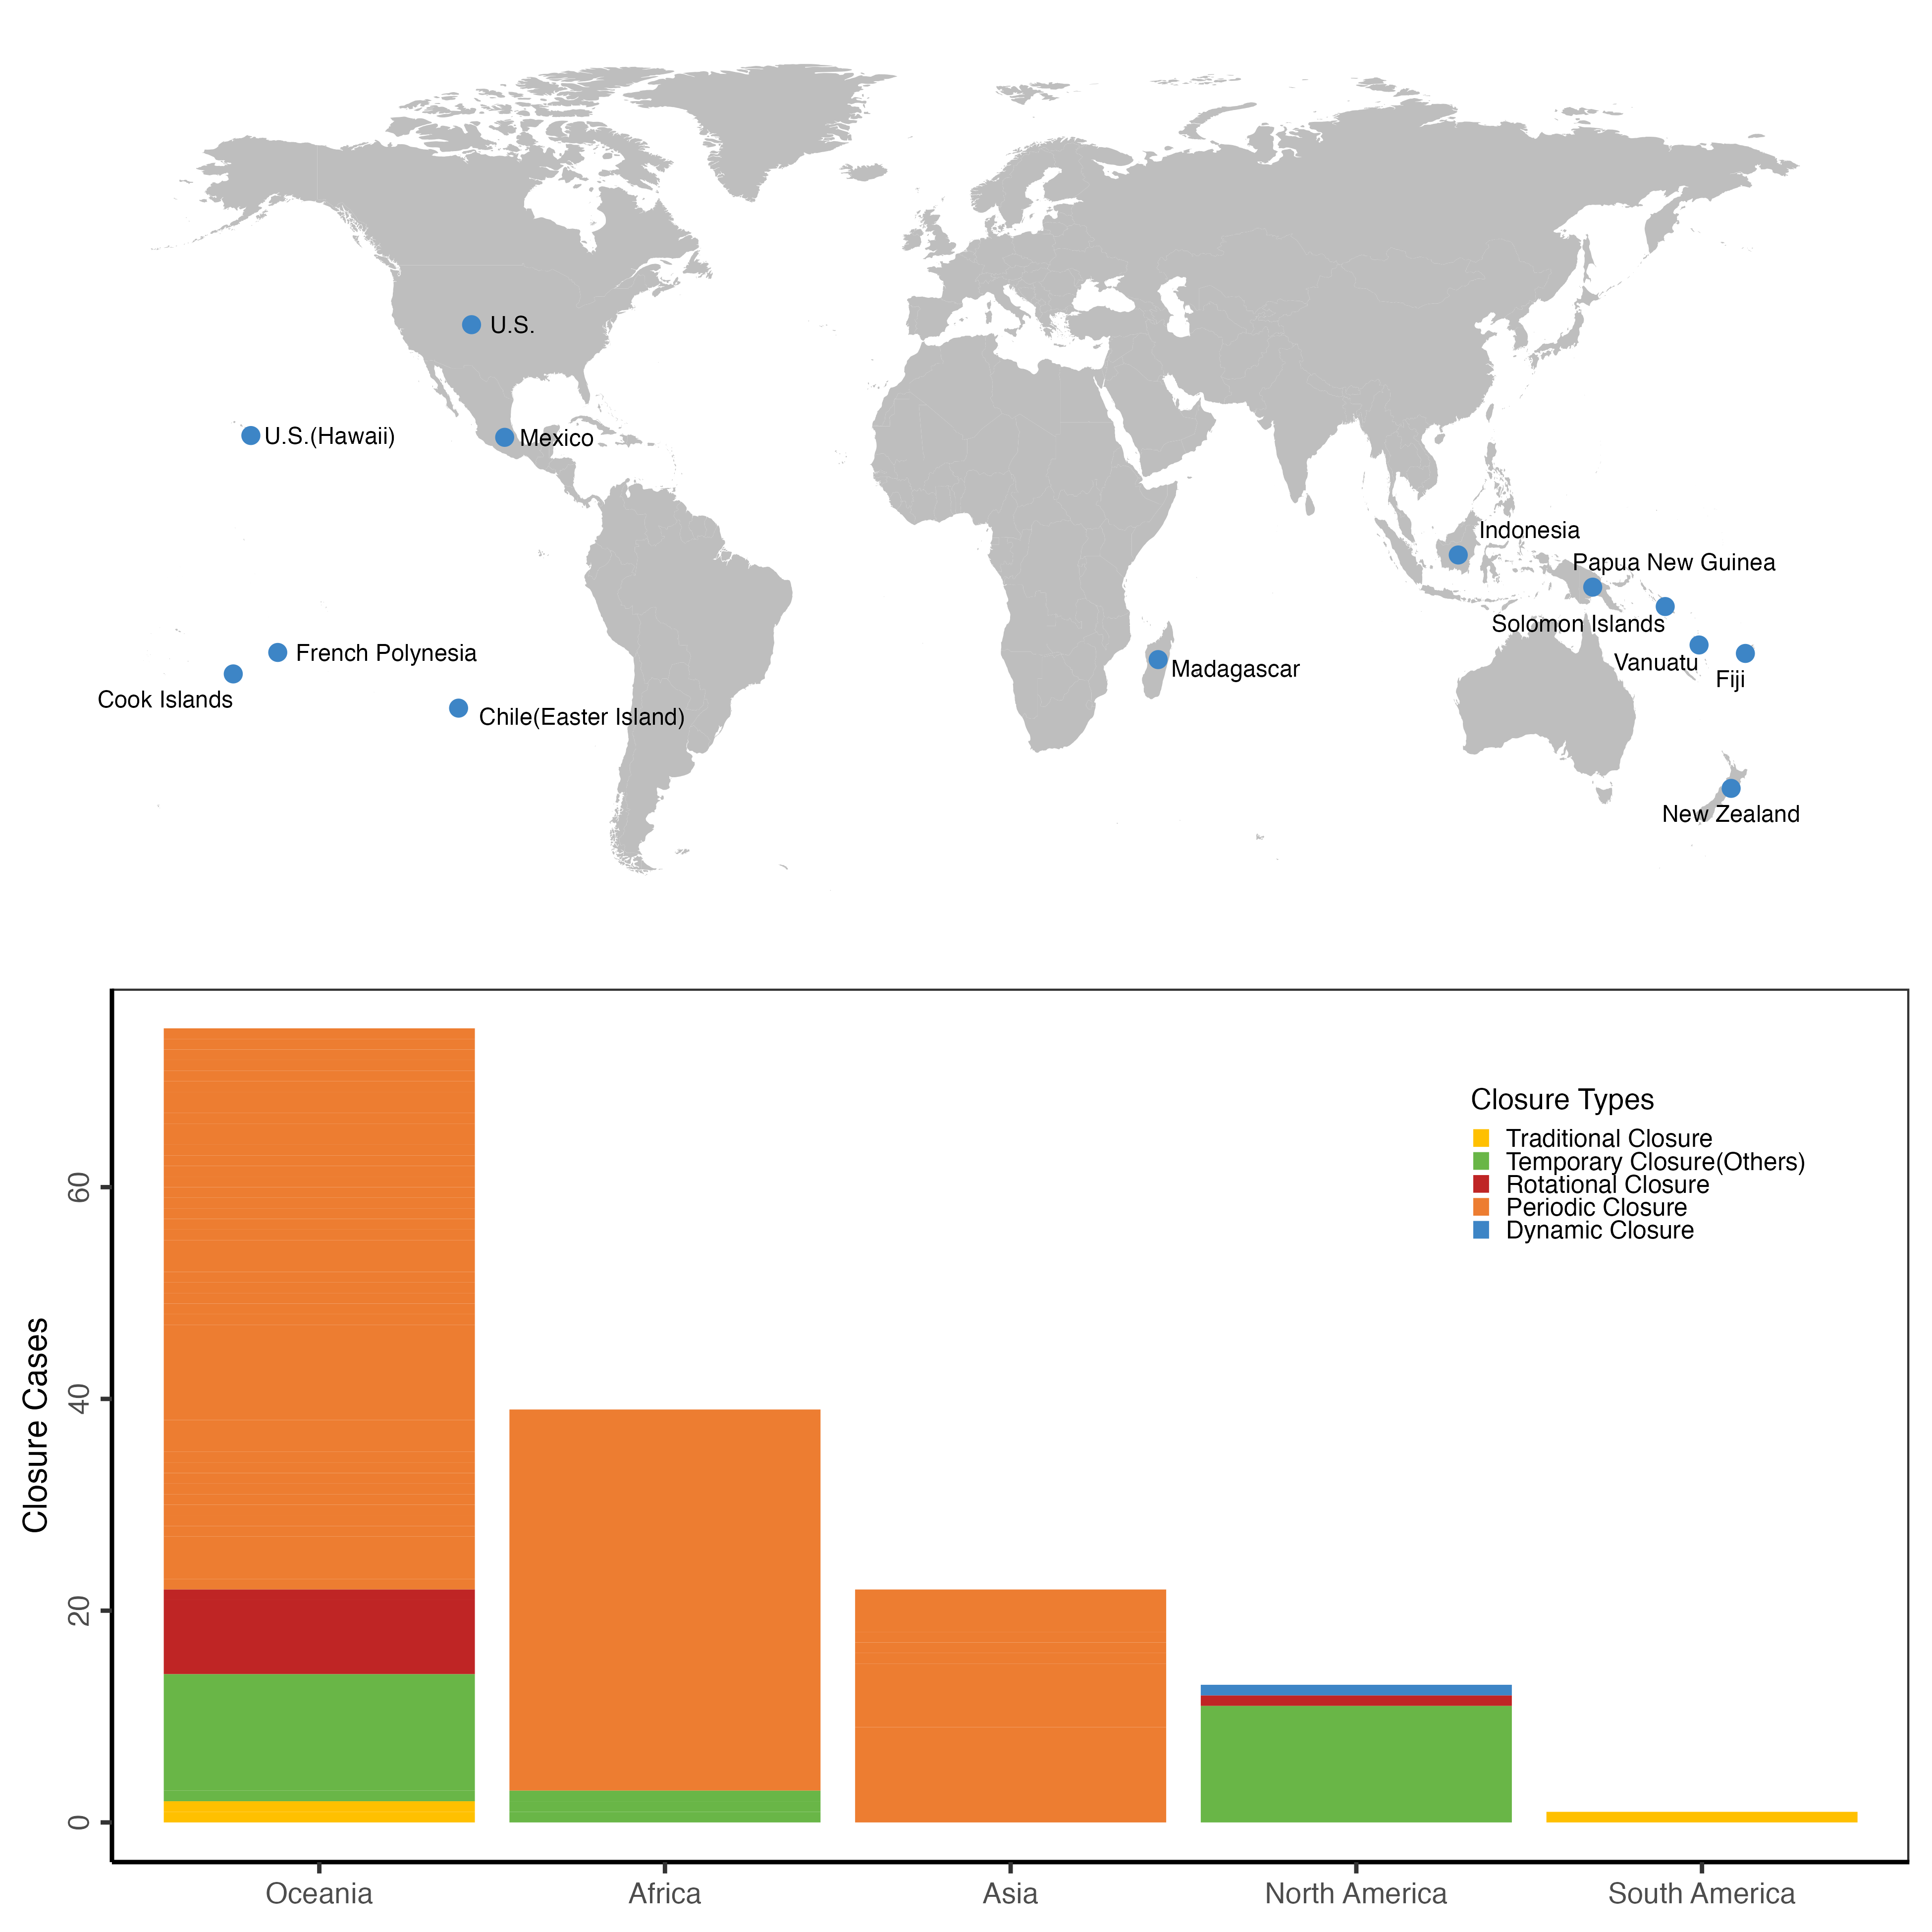 U.S.
U.S.(Hawaii)
Mexico
Indonesia
Papua New Guinea
Solomon Islands
French Polynesia
Vanuatu
Madagascar
Fiji
Cook Islands
Chile(Easter Island)
New Zealand
Closure Types
Traditional Closure
Temporary Closure(Others)
Rotational Closure
Periodic Closure
Dynamic Closure
Closure Cases
60
40
20
0
Oceania
Africa
Asia
North America
South America